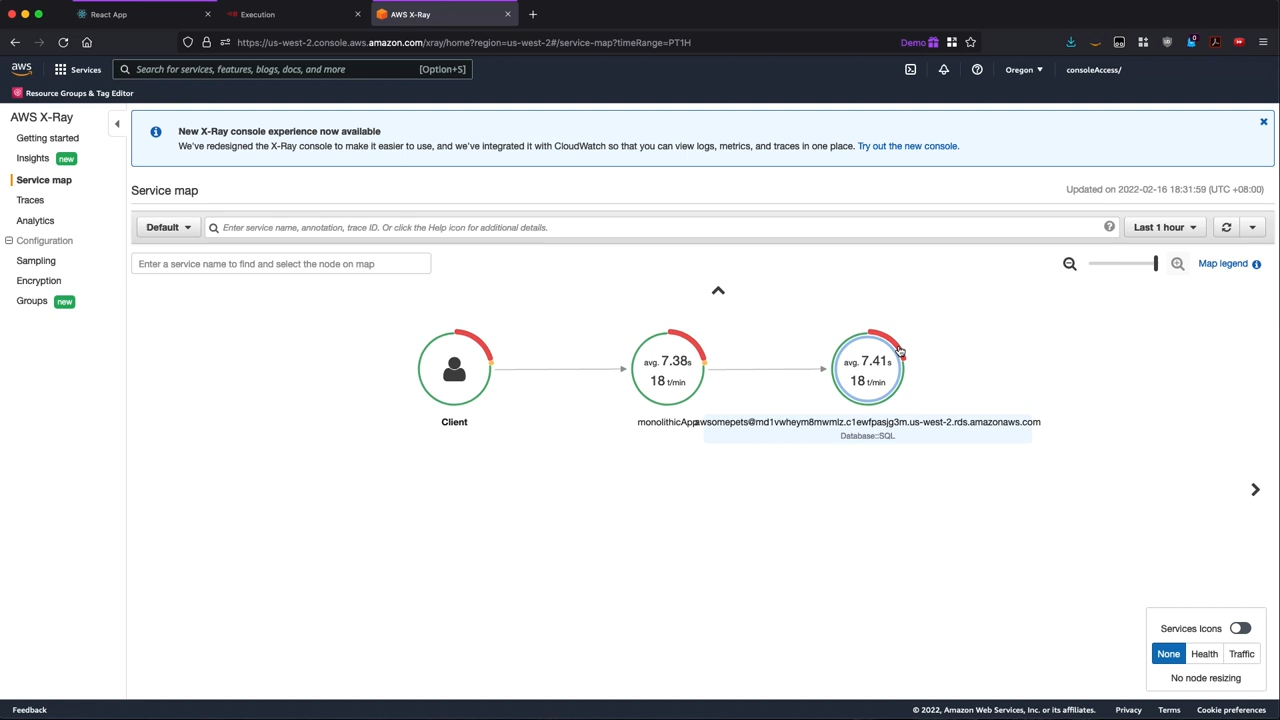 React App
Execution
AWS X-Ray
https://us-west-2.console.aws.amazon.com/xray/home?region=us-west-2#/service-map?timeRange=PT1H
Demo
aws
Services
Search for services, features, blogs, docs, and more
[Option+S]
Oregon
consoleAccess/
Resource Groups & Tag Editor
AWS X-Ray
Getting started
Insights new
Service map
Traces
Analytics
Configuration
Sampling
Encryption
Groups new
New X-Ray console experience now available
We've redesigned the X-Ray console to make it easier to use, and we've integrated it with CloudWatch so that you can view logs, metrics, and traces in one place. Try out the new console.
Service map
Updated on 2022-02-16 18:31:59 (UTC +08:00)
Default
Enter service name, annotation, trace ID. Or click the Help icon for additional details.
Last 1 hour
Enter a service name to find and select the node on map
Map legend
avg. 7.38s
18 t/min
avg. 7.41s
18 t/min
Client
monolithicApp
awsomepets@md1vwheym8mwmlz.c1ewfpasjg3m.us-west-2.rds.amazonaws.com
Database::SQL
Services Icons
None
Health
Traffic
No node resizing
Feedback
© 2022, Amazon Web Services, Inc. or its affiliates.
Privacy
Terms
Cookie preferences